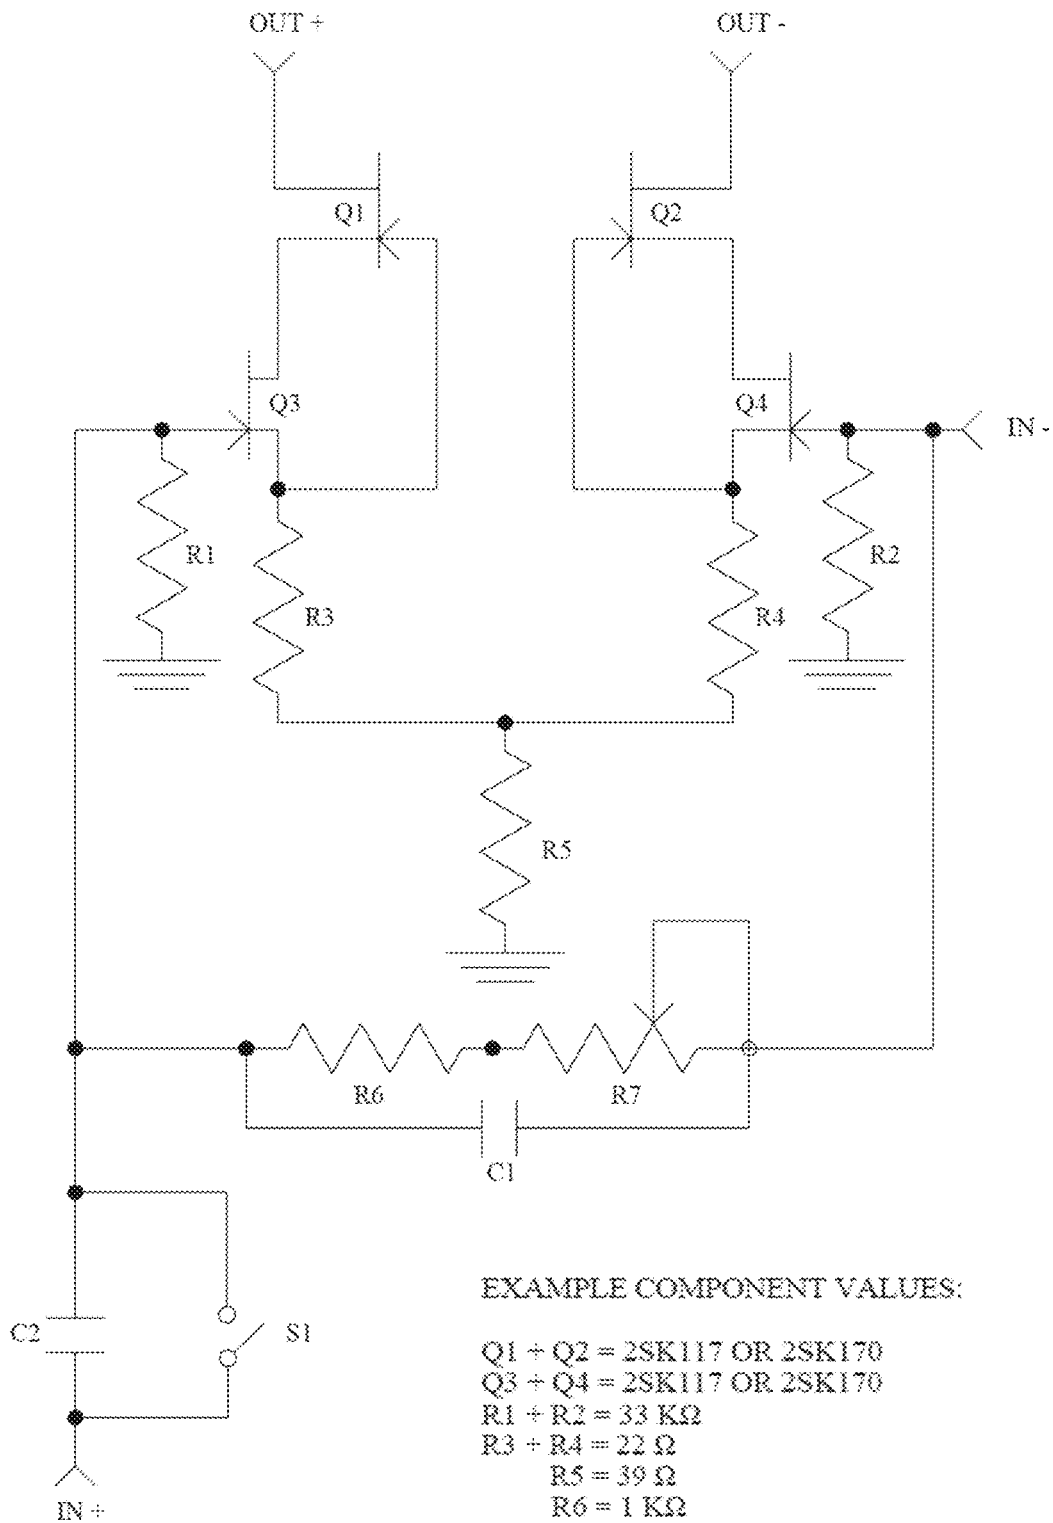 OUT + OUT -
Q1 Q2
Q3 Q4
IN -
R1 R2
R3 R4
R5
R6 R7
C1
C2 S1
IN +
EXAMPLE COMPONENT VALUES:
Q1 + Q2 = 2SK117 OR 2SK170
Q3 + Q4 = 2SK117 OR 2SK170
R1 + R2 = 33 KΩ
R3 + R4 = 22 Ω
R5 = 39 Ω
R6 = 1 KΩ